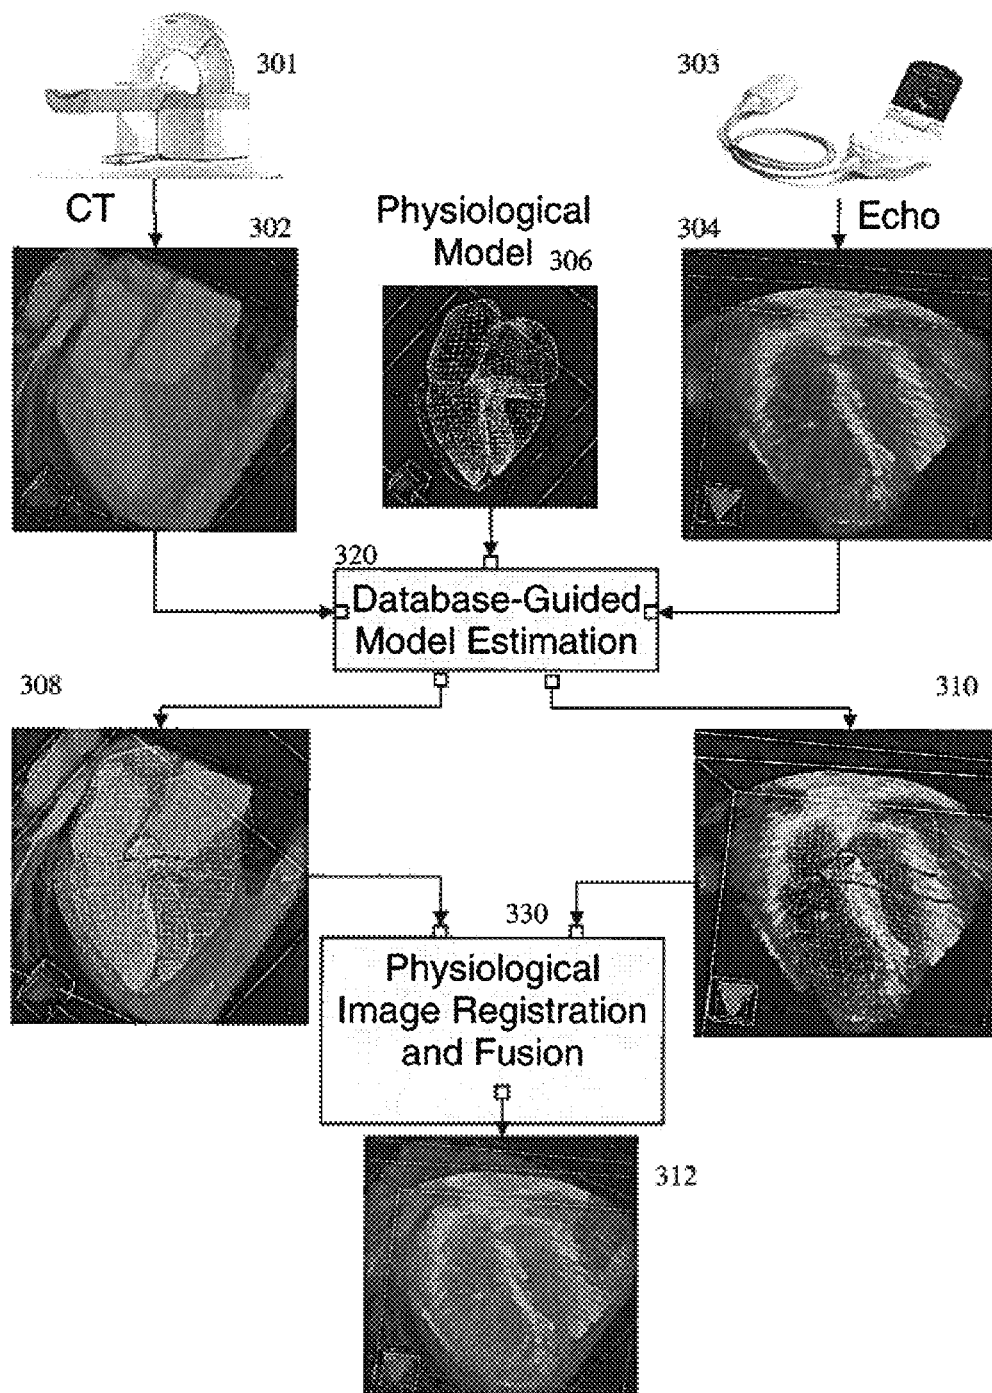 301
303
CT
Physiological
Model
Echo
302
306
304
320
Database-Guided
Model Estimation
308
310
330
Physiological
Image Registration
and Fusion
312